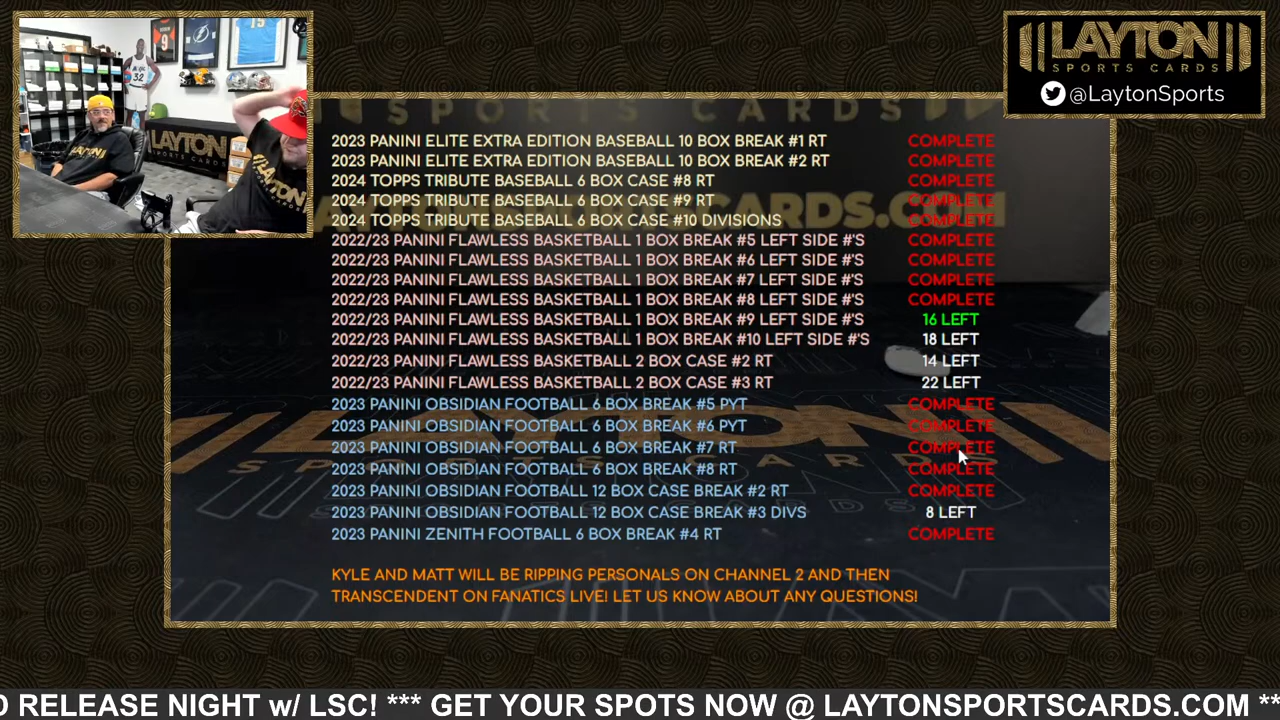 LAYTON
SPORTS CARDS
@LaytonSports
9
15
32
LAYTON
SPORTS CARDS
SPORTS CARDS
2023 PANINI ELITE EXTRA EDITION BASEBALL 10 BOX BREAK #1 RT COMPLETE
2023 PANINI ELITE EXTRA EDITION BASEBALL 10 BOX BREAK #2 RT COMPLETE
2024 TOPPS TRIBUTE BASEBALL 6 BOX CASE #8 RT COMPLETE
2024 TOPPS TRIBUTE BASEBALL 6 BOX CASE #9 RT COMPLETE
2024 TOPPS TRIBUTE BASEBALL 6 BOX CASE #10 DIVISIONS COMPLETE
2022/23 PANINI FLAWLESS BASKETBALL 1 BOX BREAK #5 LEFT SIDE #'S COMPLETE
2022/23 PANINI FLAWLESS BASKETBALL 1 BOX BREAK #6 LEFT SIDE #'S COMPLETE
2022/23 PANINI FLAWLESS BASKETBALL 1 BOX BREAK #7 LEFT SIDE #'S COMPLETE
2022/23 PANINI FLAWLESS BASKETBALL 1 BOX BREAK #8 LEFT SIDE #'S COMPLETE
2022/23 PANINI FLAWLESS BASKETBALL 1 BOX BREAK #9 LEFT SIDE #'S 16 LEFT
2022/23 PANINI FLAWLESS BASKETBALL 1 BOX BREAK #10 LEFT SIDE #'S 18 LEFT
2022/23 PANINI FLAWLESS BASKETBALL 2 BOX CASE #2 RT 14 LEFT
2022/23 PANINI FLAWLESS BASKETBALL 2 BOX CASE #3 RT 22 LEFT
2023 PANINI OBSIDIAN FOOTBALL 6 BOX BREAK #5 PYT COMPLETE
2023 PANINI OBSIDIAN FOOTBALL 6 BOX BREAK #6 PYT COMPLETE
2023 PANINI OBSIDIAN FOOTBALL 6 BOX BREAK #7 RT COMPLETE
2023 PANINI OBSIDIAN FOOTBALL 6 BOX BREAK #8 RT COMPLETE
2023 PANINI OBSIDIAN FOOTBALL 12 BOX CASE BREAK #2 RT COMPLETE
2023 PANINI OBSIDIAN FOOTBALL 12 BOX CASE BREAK #3 DIVS 8 LEFT
2023 PANINI ZENITH FOOTBALL 6 BOX BREAK #4 RT COMPLETE
KYLE AND MATT WILL BE RIPPING PERSONALS ON CHANNEL 2 AND THEN
TRANSCENDENT ON FANATICS LIVE! LET US KNOW ABOUT ANY QUESTIONS!
RELEASE NIGHT w/ LSC! *** GET YOUR SPOTS NOW @ LAYTONSPORTSCARDS.COM **